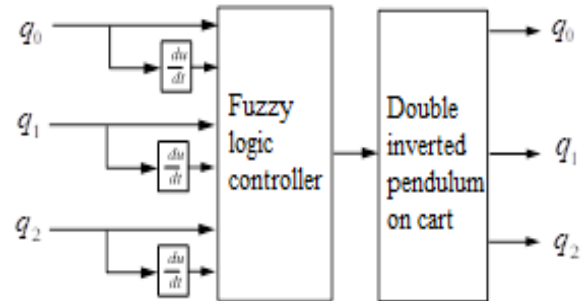 q0
du
dt
q1
du
dt
q2
du
dt
Fuzzy
logic
controller
Double
inverted
pendulum
on cart
q0
q1
q2